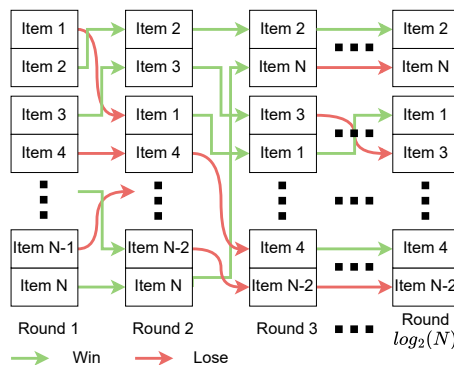 Item 1
Item 2
Item 3
Item 4
Item N-1
Item N
Round 1
Item 2
Item 3
Item 1
Item 4
Item N-2
Item N
Round 2
Item 2
Item N
Item 3
Item 1
Item 4
Item N-2
Round 3
Item 2
Item N
Item 1
Item 3
Item 4
Item N-2
Round
log₂(N)
Win
Lose